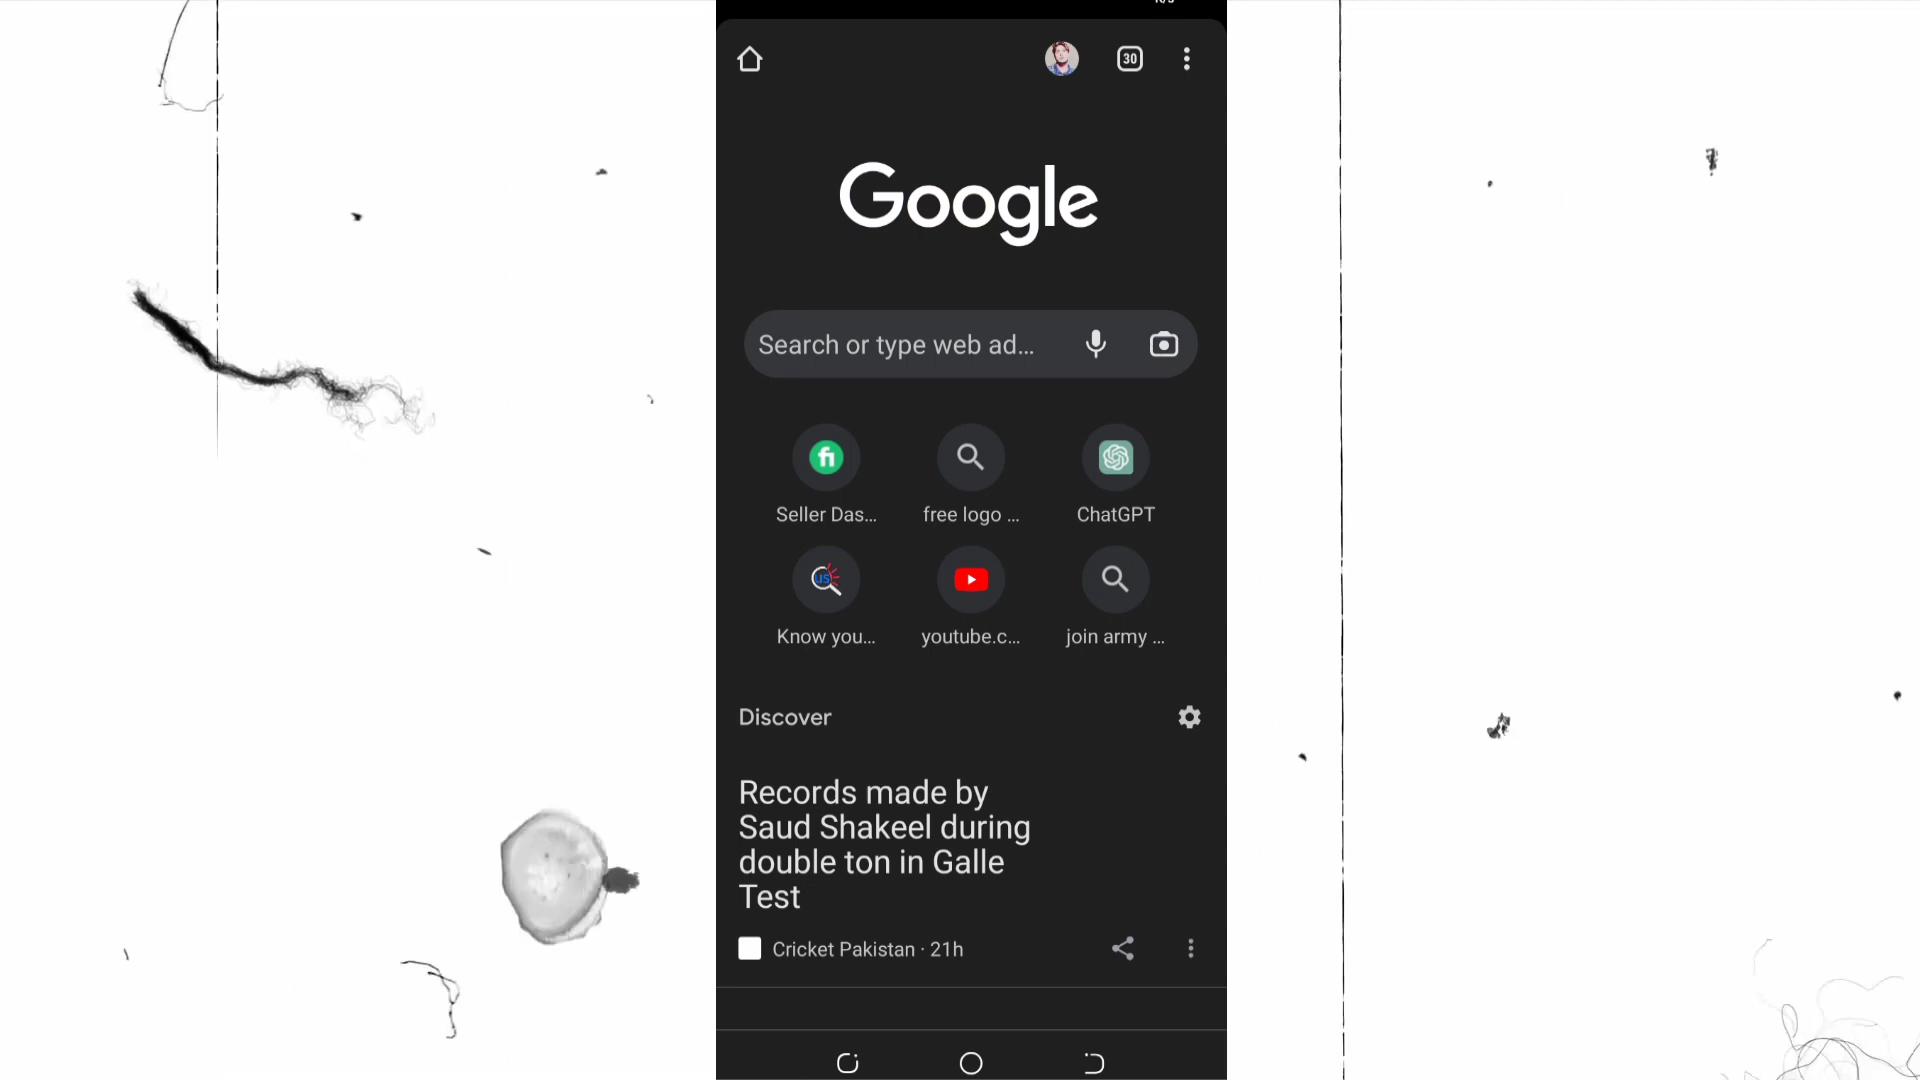 30
Google
Search or type web ad...
Seller Das...
free logo ...
ChatGPT
Know you...
youtube.c...
join army ...
Discover
Records made by
Saud Shakeel during
double ton in Galle
Test
Cricket Pakistan · 21h